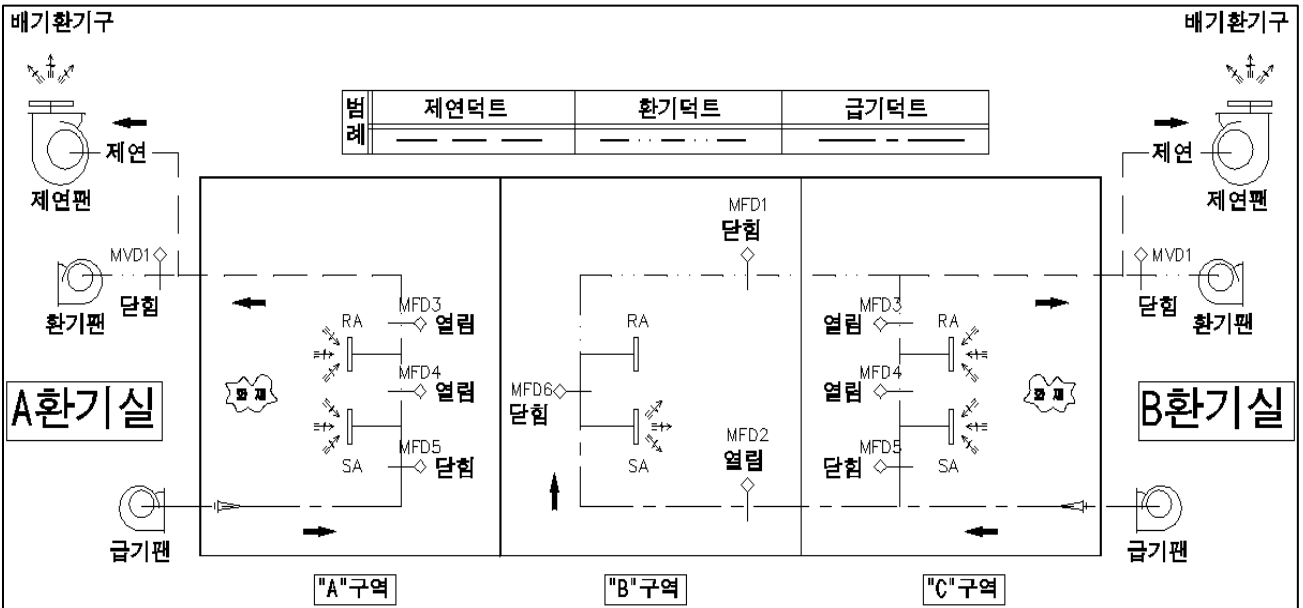 배기환기구
배기환기구
범례
제연덕트
환기덕트
급기덕트
제연
제연
제연팬
제연팬
MFD1
닫힘
MVD1
닫힘
환기팬
MVD1
닫힘
환기팬
MFD3
열림
RA
RA
MFD3
열림
RA
화재
MFD4
열림
MFD6
닫힘
MFD4
열림
화재
A환기실
B환기실
MFD5
닫힘
SA
SA
MFD2
열림
MFD5
닫힘
SA
급기팬
급기팬
"A"구역
"B"구역
"C"구역